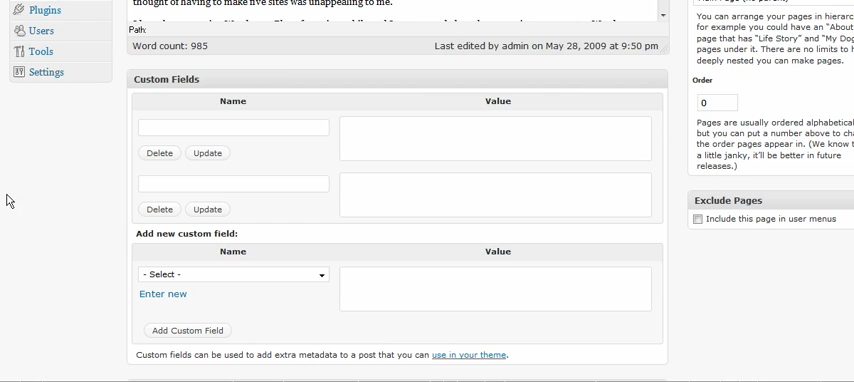 Plugins
Users
Tools
Settings
thought of having to make five sites was unappealing to me.
Path:
Word count: 985
Last edited by admin on May 28, 2009 at 9:50 pm
Custom Fields
Name Value
Delete Update
Delete Update
Add new custom field:
Name Value
- Select -
Enter new
Add Custom Field
Custom fields can be used to add extra metadata to a post that you can use in your theme.
You can arrange your pages in hierarc
for example you could have an "About
page that has "Life Story" and "My Dog
pages under it. There are no limits to h
deeply nested you can make pages.
Order
0
Pages are usually ordered alphabetical
but you can put a number above to cha
the order pages appear in. (We know t
a little janky, it'll be better in future
releases.)
Exclude Pages
Include this page in user menus